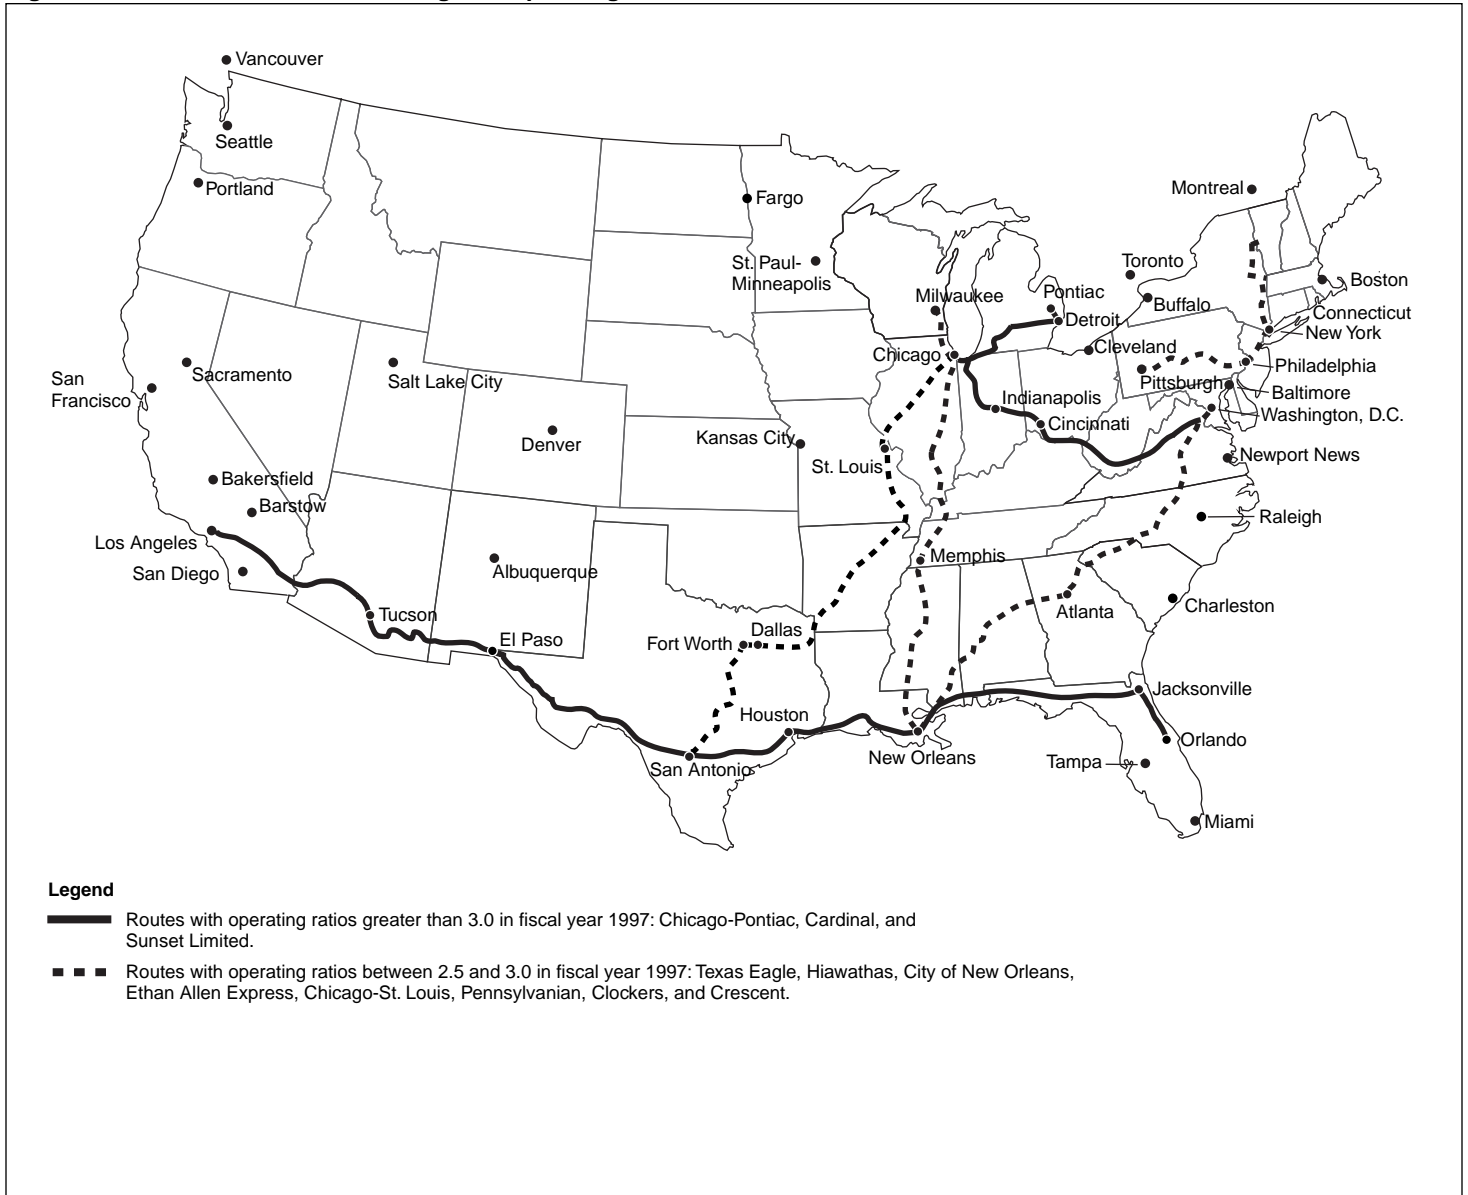 Vancouver
Seattle
Portland
Fargo
Montreal
St. Paul-
Minneapolis
Toronto
Boston
Milwaukee
Pontiac
Buffalo
Connecticut
Detroit
New York
Chicago
Cleveland
Philadelphia
San
Francisco
Sacramento
Salt Lake City
Pittsburgh
Baltimore
Indianapolis
Washington, D.C.
Cincinnati
Denver
Kansas City
St. Louis
Newport News
Bakersfield
Barstow
Raleigh
Los Angeles
San Diego
Albuquerque
Memphis
Tucson
Atlanta
Charleston
El Paso
Fort Worth
Dallas
Jacksonville
Houston
New Orleans
Orlando
San Antonio
Tampa
Miami
Legend
Routes with operating ratios greater than 3.0 in fiscal year 1997: Chicago-Pontiac, Cardinal, and
Sunset Limited.
Routes with operating ratios between 2.5 and 3.0 in fiscal year 1997: Texas Eagle, Hiawathas, City of New Orleans,
Ethan Allen Express, Chicago-St. Louis, Pennsylvanian, Clockers, and Crescent.